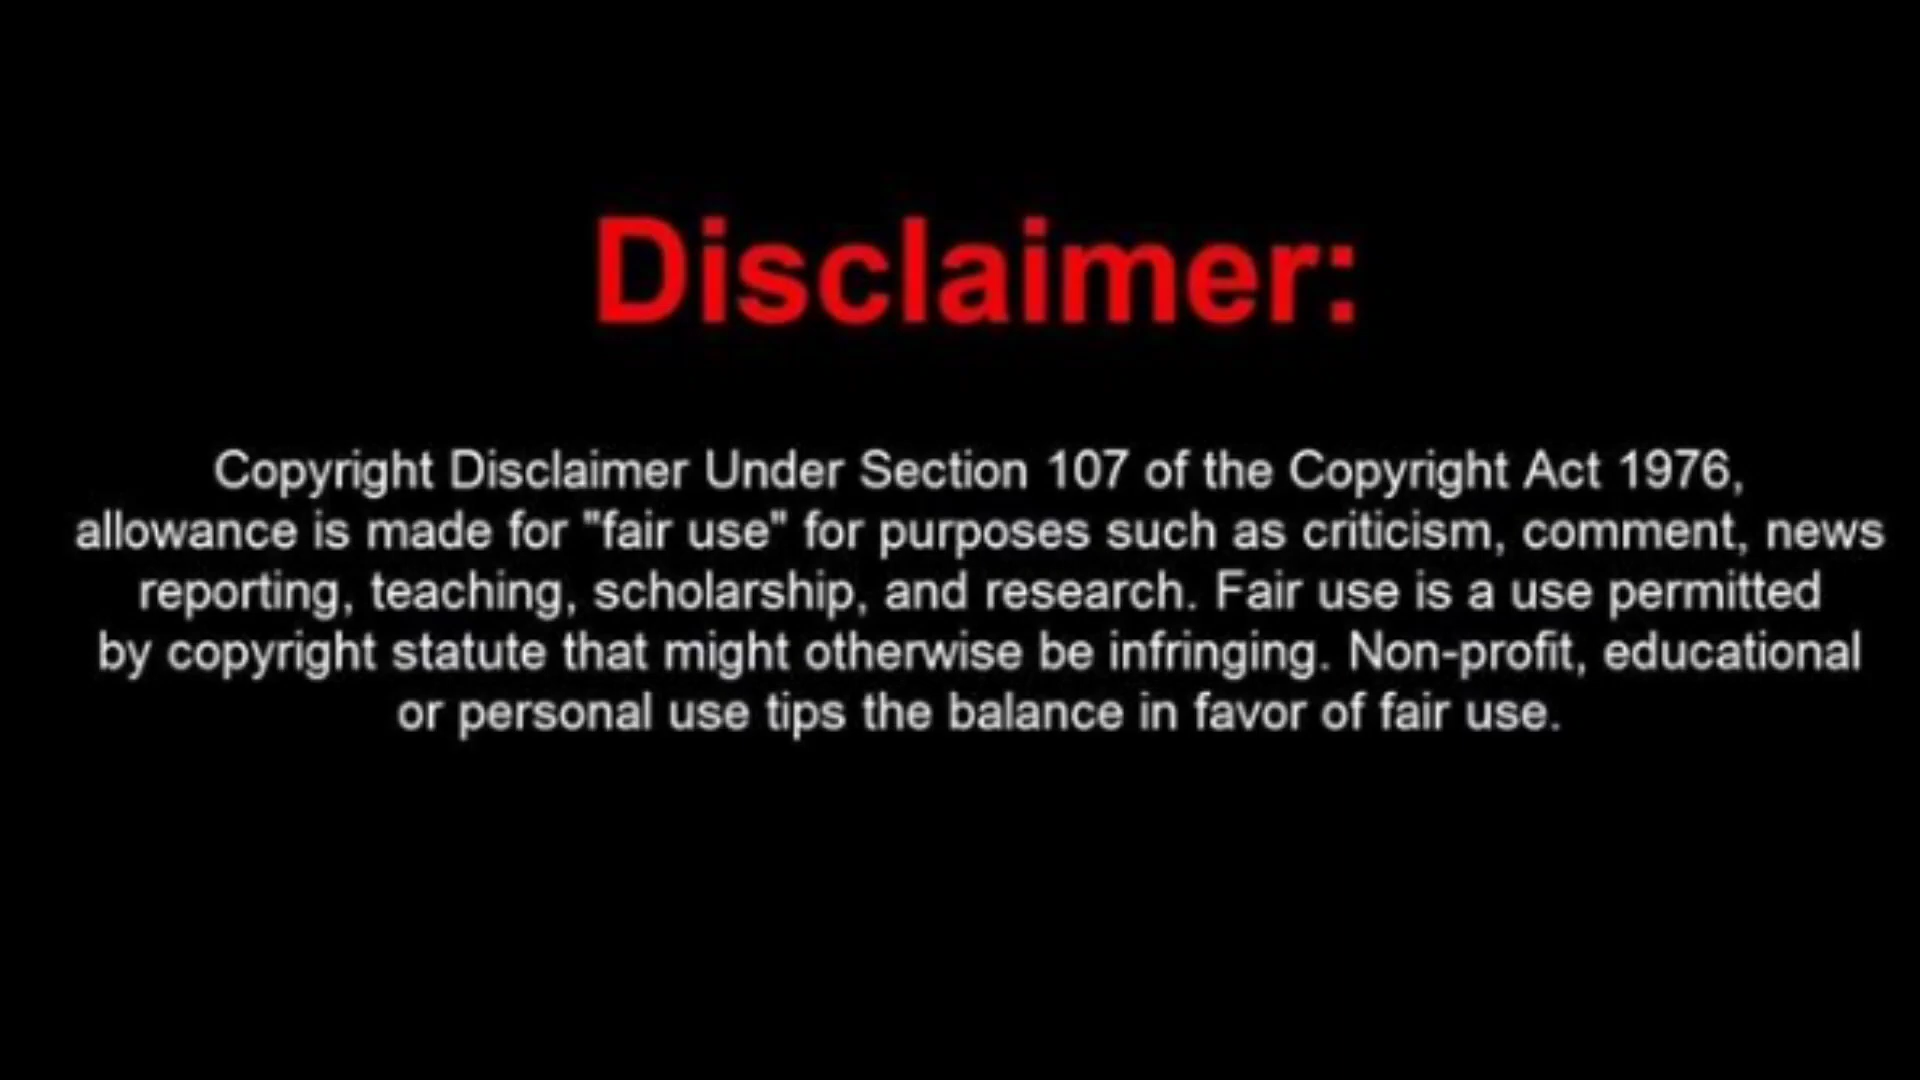 Disclaimer:
Copyright Disclaimer Under Section 107 of the Copyright Act 1976,
allowance is made for "fair use" for purposes such as criticism, comment, news
reporting, teaching, scholarship, and research. Fair use is a use permitted
by copyright statute that might otherwise be infringing. Non-profit, educational
or personal use tips the balance in favor of fair use.